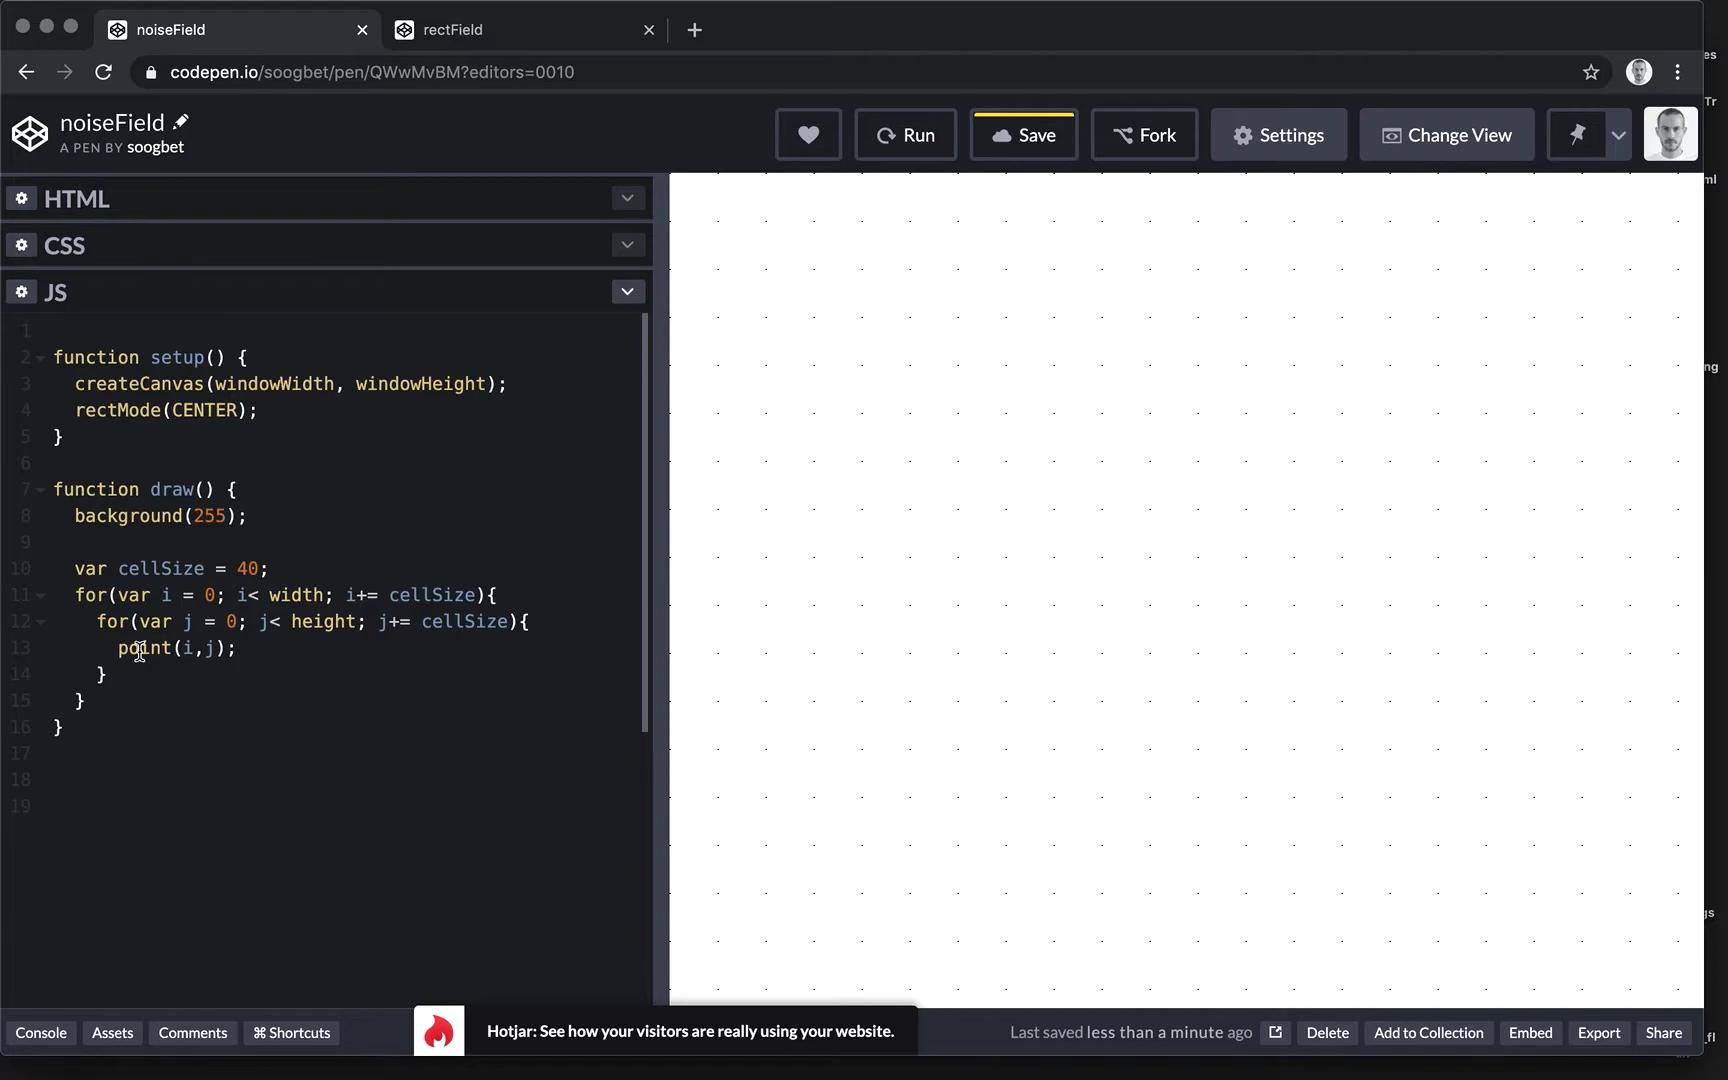 noiseField
rectField
codepen.io/soogbet/pen/QWwMvBM?editors=0010
noiseField
A PEN BY soogbet
Run
Save
Fork
Settings
Change View
HTML
CSS
JS
1
2 function setup() {
3 createCanvas(windowWidth, windowHeight);
4 rectMode(CENTER);
5 }
6
7 function draw() {
8 background(255);
9
10 var cellSize = 40;
11 for(var i = 0; i< width; i+= cellSize){
12 for(var j = 0; j< height; j+= cellSize){
13 point(i,j);
14 }
15 }
16 }
17
18
19
Console
Assets
Comments
⌘ Shortcuts
Hotjar: See how your visitors are really using your website.
Last saved less than a minute ago
Delete
Add to Collection
Embed
Export
Share